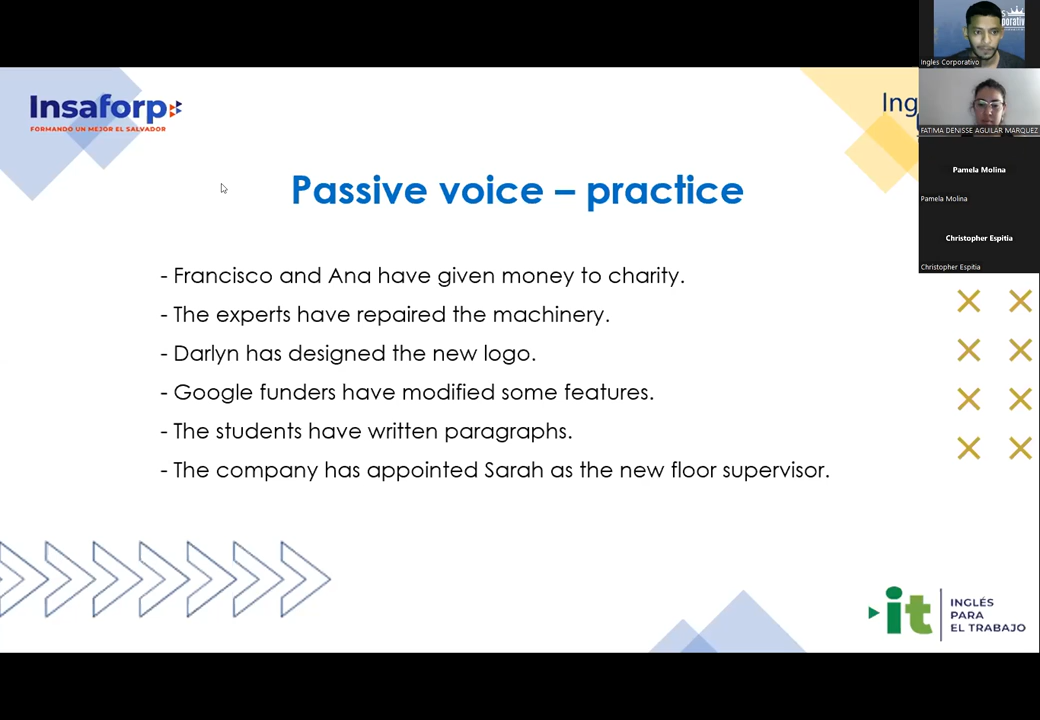 Insaforp
FORMANDO UN MEJOR EL SALVADOR
Ing
Passive voice – practice
- Francisco and Ana have given money to charity.
- The experts have repaired the machinery.
- Darlyn has designed the new logo.
- Google funders have modified some features.
- The students have written paragraphs.
- The company has appointed Sarah as the new floor supervisor.
it
INGLÉS
PARA
EL TRABAJO
Ingles Corporativo
FATIMA DENISSE AGUILAR MARQUEZ
Pamela Molina
Pamela Molina
Christopher Espitia
Christopher Espitia